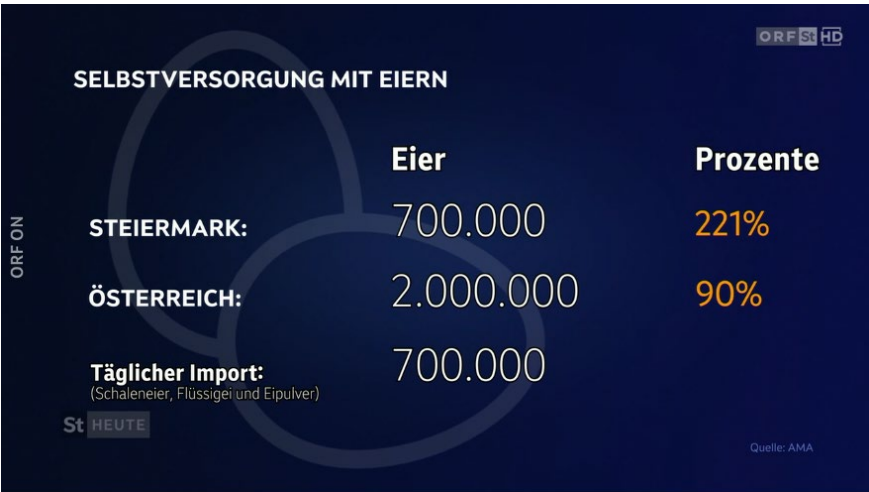 ORF St HD
SELBSTVERSORGUNG MIT EIERN
Eier Prozente
STEIERMARK: 700.000 221%
ÖSTERREICH: 2.000.000 90%
Täglicher Import: 700.000
(Schaleneier, Flüssigei und Eipulver)
St HEUTE
Quelle: AMA
ORF ON